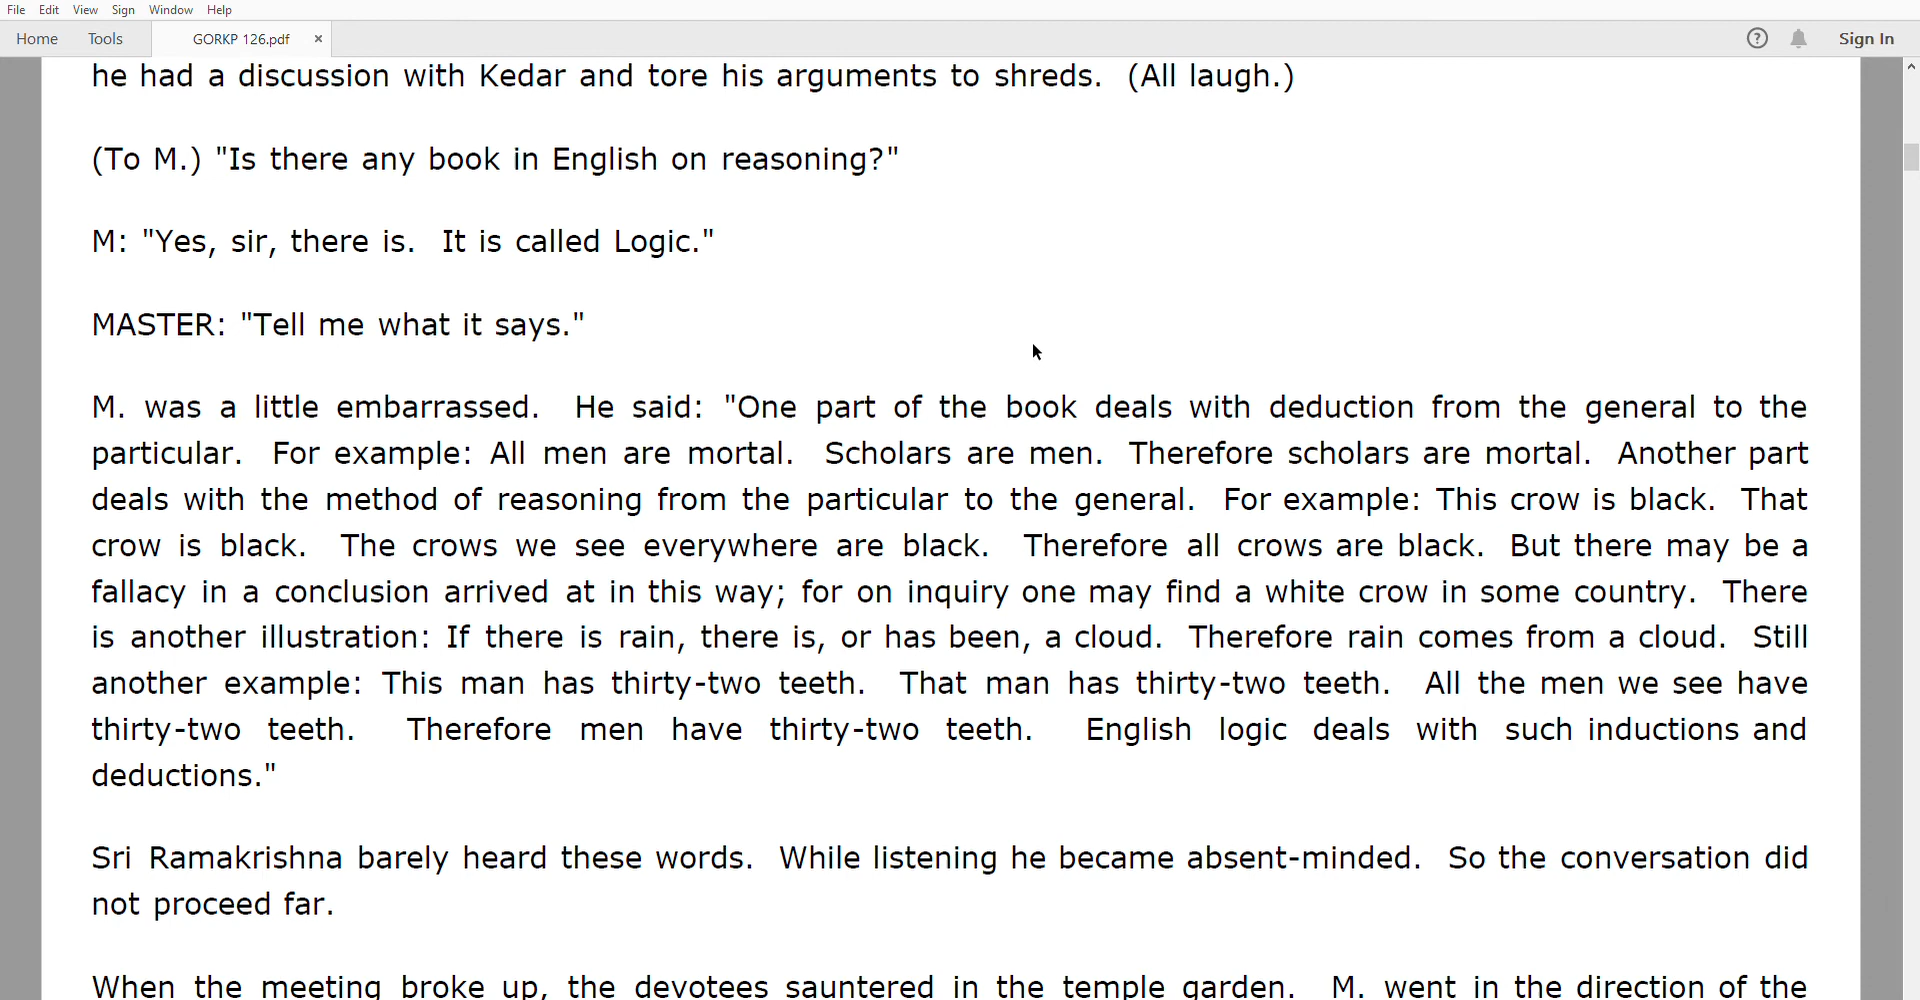 File Edit View Sign Window Help
Home Tools GORKP 126.pdf × ? Sign In
he had a discussion with Kedar and tore his arguments to shreds. (All laugh.)
(To M.) "Is there any book in English on reasoning?"
M: "Yes, sir, there is. It is called Logic."
MASTER: "Tell me what it says."
M. was a little embarrassed. He said: "One part of the book deals with deduction from the general to the
particular. For example: All men are mortal. Scholars are men. Therefore scholars are mortal. Another part
deals with the method of reasoning from the particular to the general. For example: This crow is black. That
crow is black. The crows we see everywhere are black. Therefore all crows are black. But there may be a
fallacy in a conclusion arrived at in this way; for on inquiry one may find a white crow in some country. There
is another illustration: If there is rain, there is, or has been, a cloud. Therefore rain comes from a cloud. Still
another example: This man has thirty-two teeth. That man has thirty-two teeth. All the men we see have
thirty-two teeth. Therefore men have thirty-two teeth. English logic deals with such inductions and
deductions."
Sri Ramakrishna barely heard these words. While listening he became absent-minded. So the conversation did
not proceed far.
When the meeting broke up, the devotees sauntered in the temple garden. M. went in the direction of the